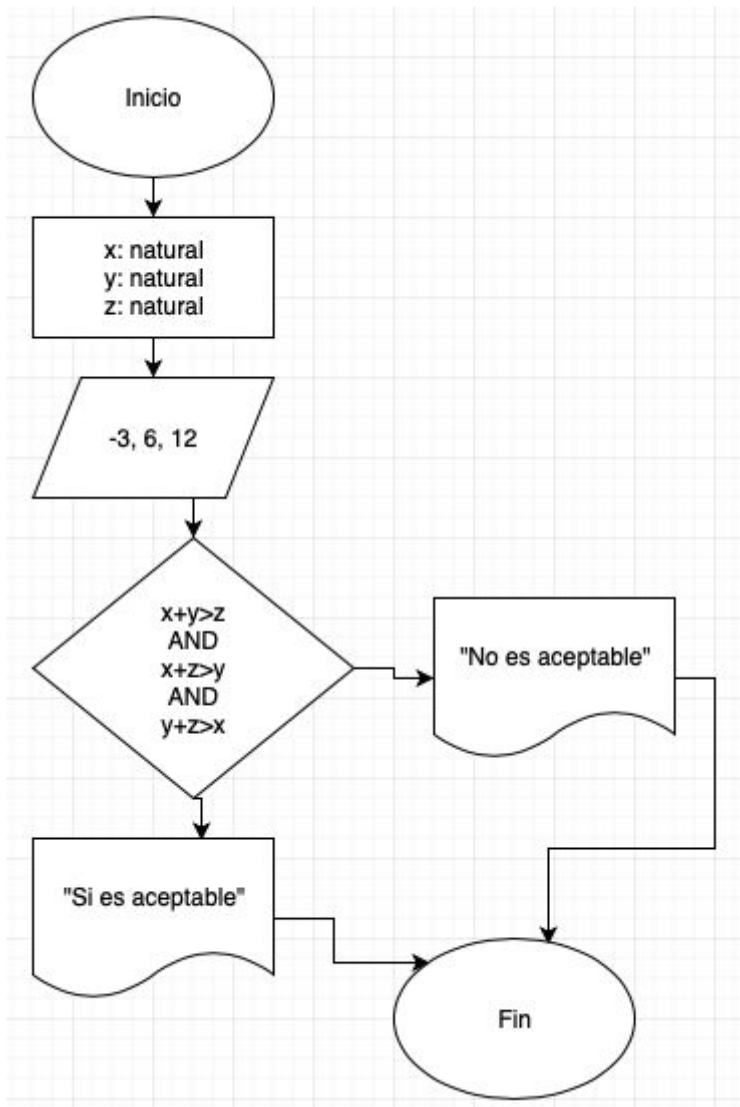 Inicio
x: natural
y: natural
z: natural
-3, 6, 12
x+y>z
AND
x+z>y
AND
y+z>x
"No es aceptable"
"Si es aceptable"
Fin